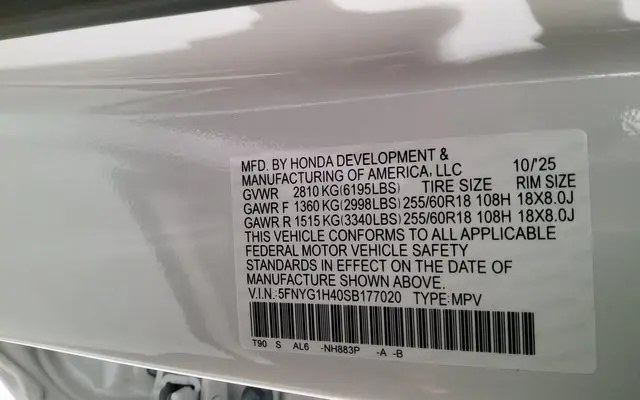 MFD. BY HONDA DEVELOPMENT &
MANUFACTURING OF AMERICA, LLC 10/'25
GVWR 2810 KG(6195LBS) TIRE SIZE RIM SIZE
GAWR F 1360 KG(2998LBS) 255/60R18 108H 18X8.0J
GAWR R 1515 KG(3340LBS) 255/60R18 108H 18X8.0J
THIS VEHICLE CONFORMS TO ALL APPLICABLE
FEDERAL MOTOR VEHICLE SAFETY
STANDARDS IN EFFECT ON THE DATE OF
MANUFACTURE SHOWN ABOVE.
V.I.N.:5FNYG1H40SB177020 TYPE:MPV
T90 S AL6 -NH883P -A -B